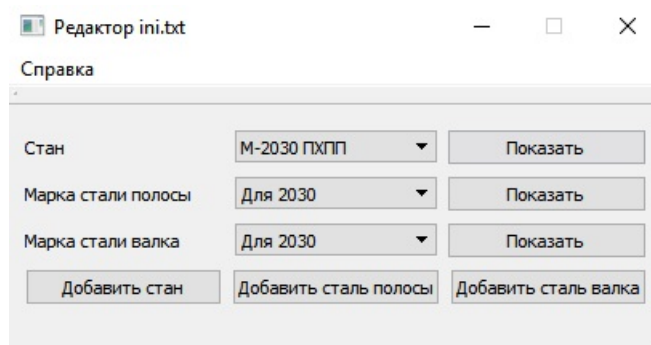 Редактор ini.txt
Справка
Стан М-2030 ПХПП Показать
Марка стали полосы Для 2030 Показать
Марка стали валка Для 2030 Показать
Добавить стан Добавить сталь полосы Добавить сталь валка